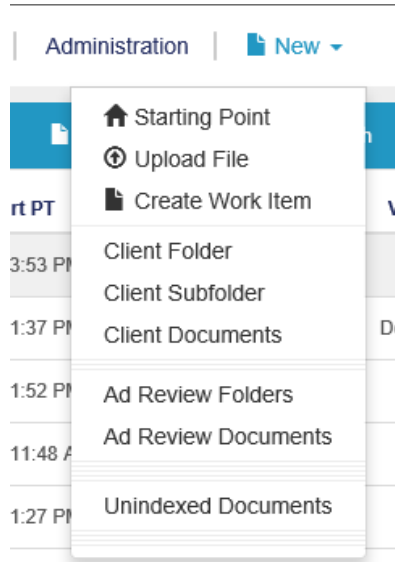 Administration New
Starting Point
Upload File
Create Work Item
rt PT
Client Folder
3:53 PM
Client Subfolder
1:37 PM
Client Documents
1:52 PM
Ad Review Folders
Ad Review Documents
11:48 A
Unindexed Documents
1:27 PM